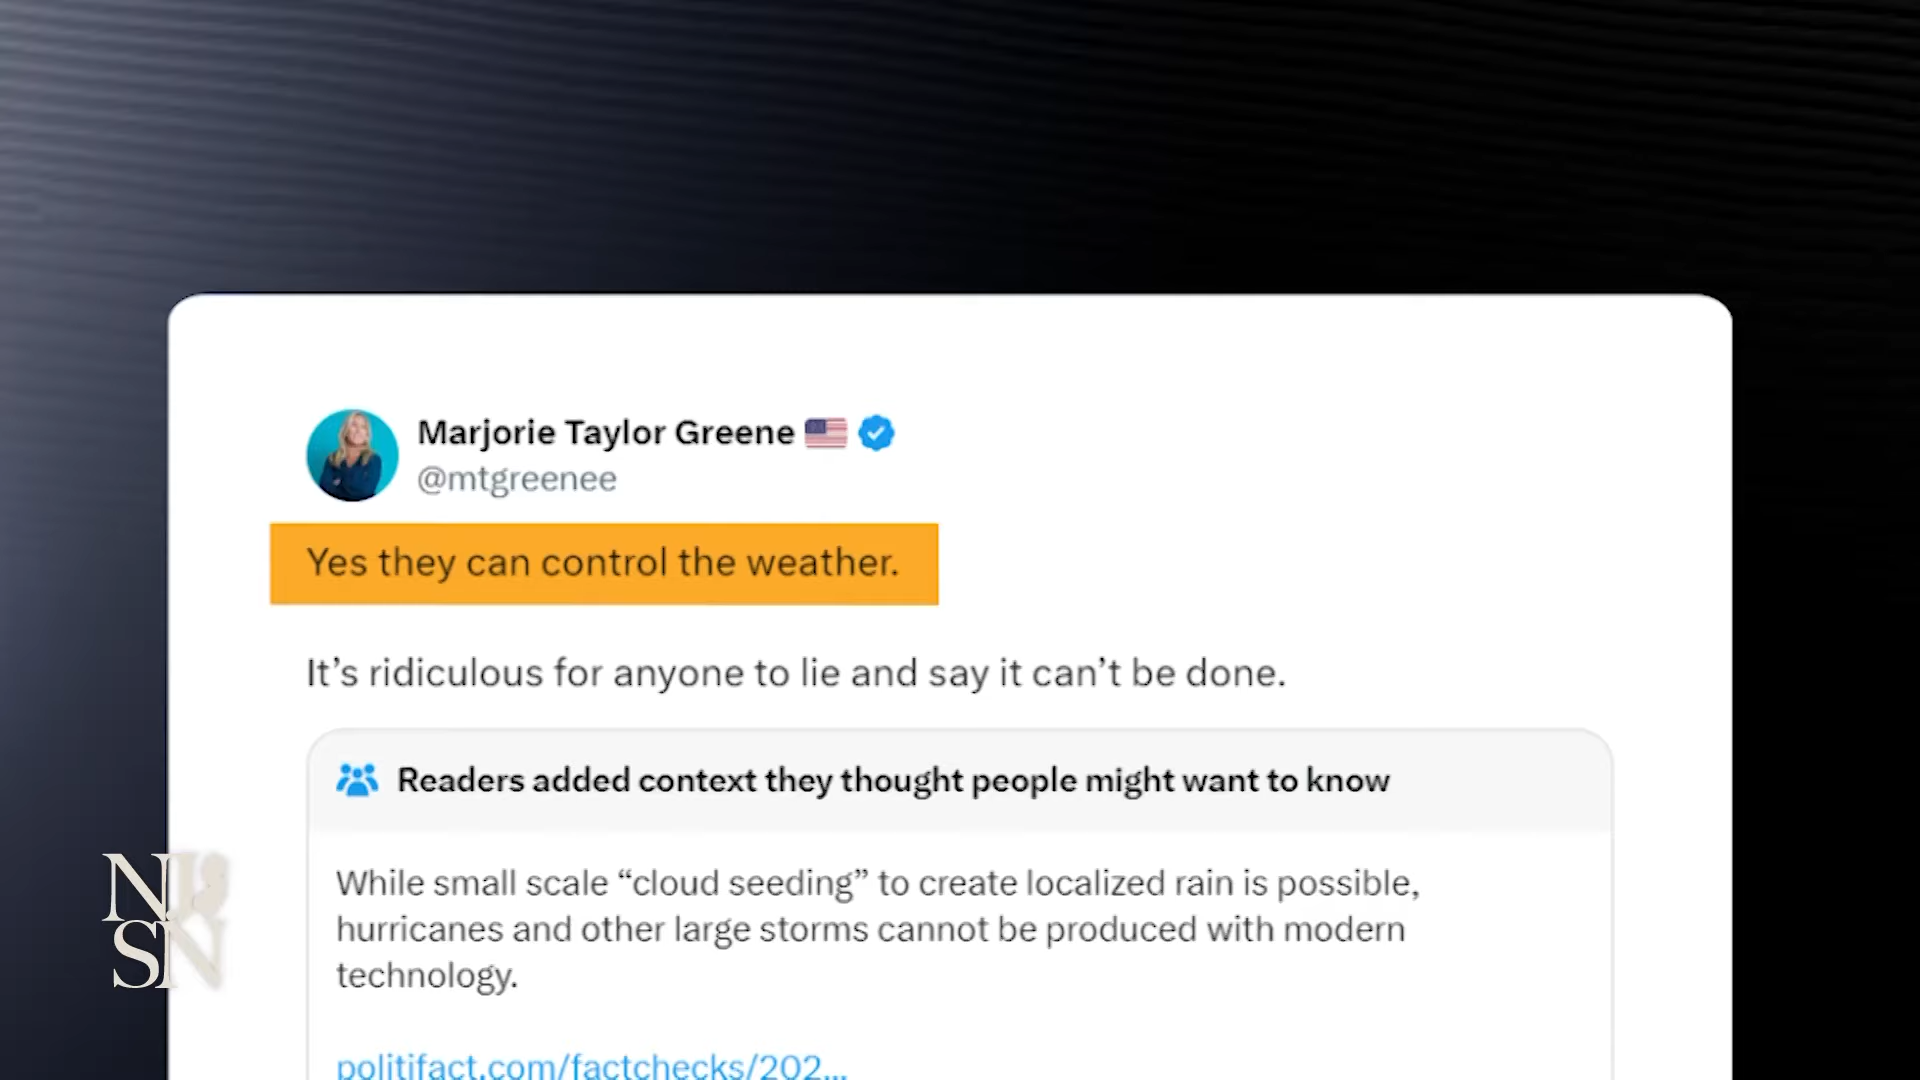 Marjorie Taylor Greene
@mtgreenee
Yes they can control the weather.
It’s ridiculous for anyone to lie and say it can’t be done.
Readers added context they thought people might want to know
While small scale “cloud seeding” to create localized rain is possible,
hurricanes and other large storms cannot be produced with modern
technology.
politifact.com/factchecks/202...
NJ
SN